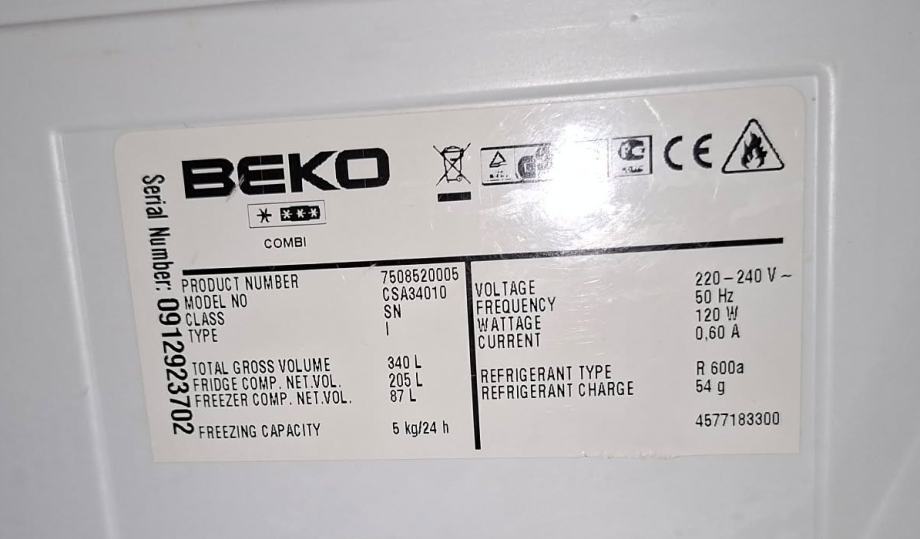 BEKO
COMBI
CE
Serial Number: 0912923702
PRODUCT NUMBER 7508520005
MODEL NO CSA34010
CLASS SN
TYPE I
TOTAL GROSS VOLUME 340 L
FRIDGE COMP. NET.VOL. 205 L
FREEZER COMP. NET.VOL. 87 L
FREEZING CAPACITY 5 kg/24 h
VOLTAGE 220-240 V ~
FREQUENCY 50 Hz
WATTAGE 120 W
CURRENT 0,60 A
REFRIGERANT TYPE R 600a
REFRIGERANT CHARGE 54 g
4577183300